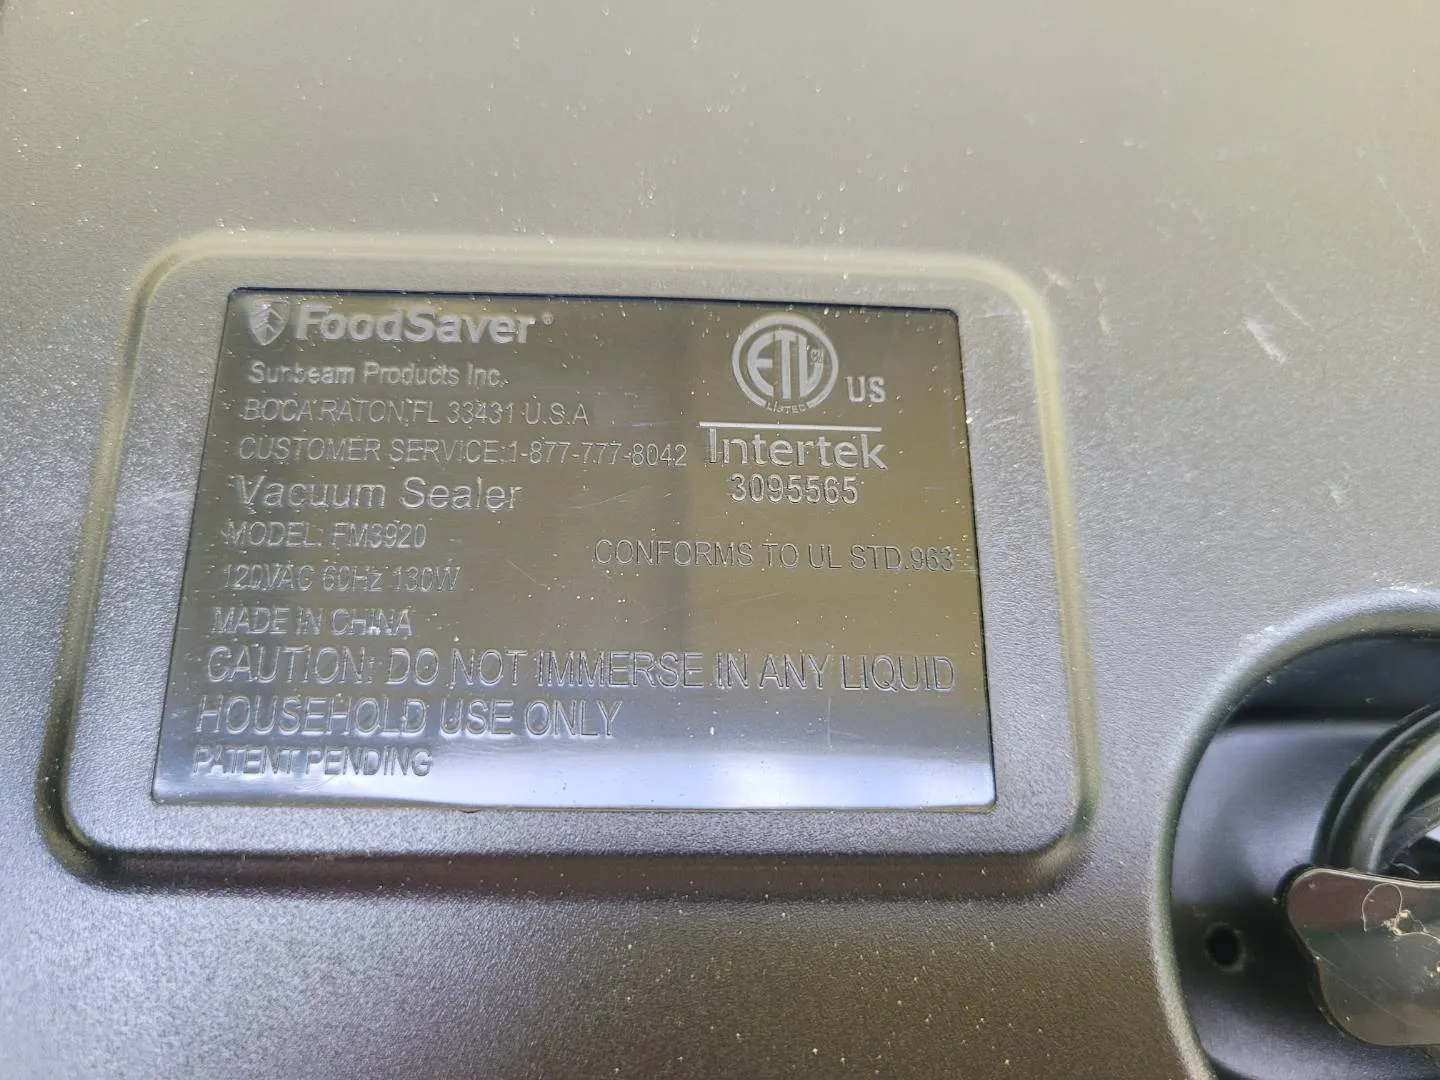 FoodSaver®
Sunbeam Products Inc.
BOCA RATON, FL 33431 U.S.A
CUSTOMER SERVICE:1-877-777-8042
Vacuum Sealer
MODEL: FM3920
120VAC 60Hz 130W
MADE IN CHINA
ETL CM
LISTED
US
Intertek
3095565
CONFORMS TO UL STD.963
CAUTION: DO NOT IMMERSE IN ANY LIQUID
HOUSEHOLD USE ONLY
PATENT PENDING